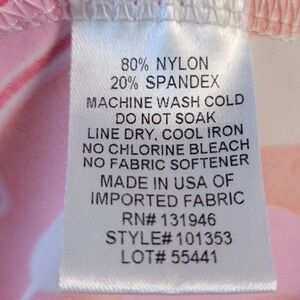 80% NYLON
20% SPANDEX
MACHINE WASH COLD
DO NOT SOAK
LINE DRY, COOL IRON
NO CHLORINE BLEACH
NO FABRIC SOFTENER
MADE IN USA OF
IMPORTED FABRIC
RN# 131946
STYLE# 101353
LOT# 55441